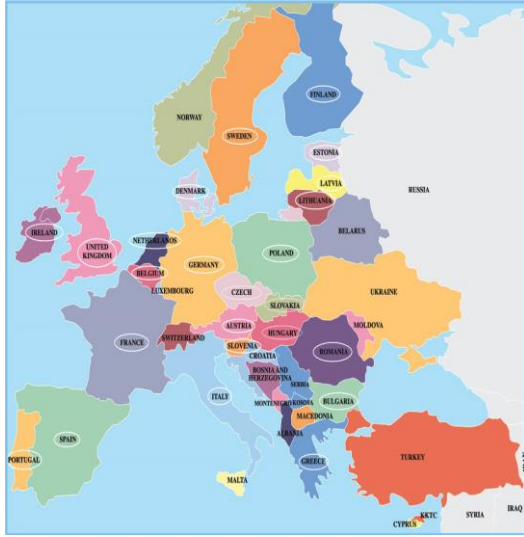 FINLAND
NORWAY
SWEDEN
ESTONIA
LATVIA
RUSSIA
DENMARK
LITHUANIA
BELARUS
IRELAND
UNITED
KINGDOM
NETHERLANDS
POLAND
GERMANY
BELGIUM
LUXEMBOURG
CZECH
UKRAINE
SLOVAKIA
AUSTRIA
MOLDOVA
HUNGARY
FRANCE
SWITZERLAND
SLOVENIA
ROMANIA
CROATIA
BOSNIA AND
HERZEGOVINA
SERBIA
ITALY
MONTENEGRO
KOSOVA
BULGARIA
MACEDONIA
ALBANIA
SPAIN
PORTUGAL
GREECE
TURKEY
MALTA
KKTC
CYPRUS
SYRIA
IRAQ